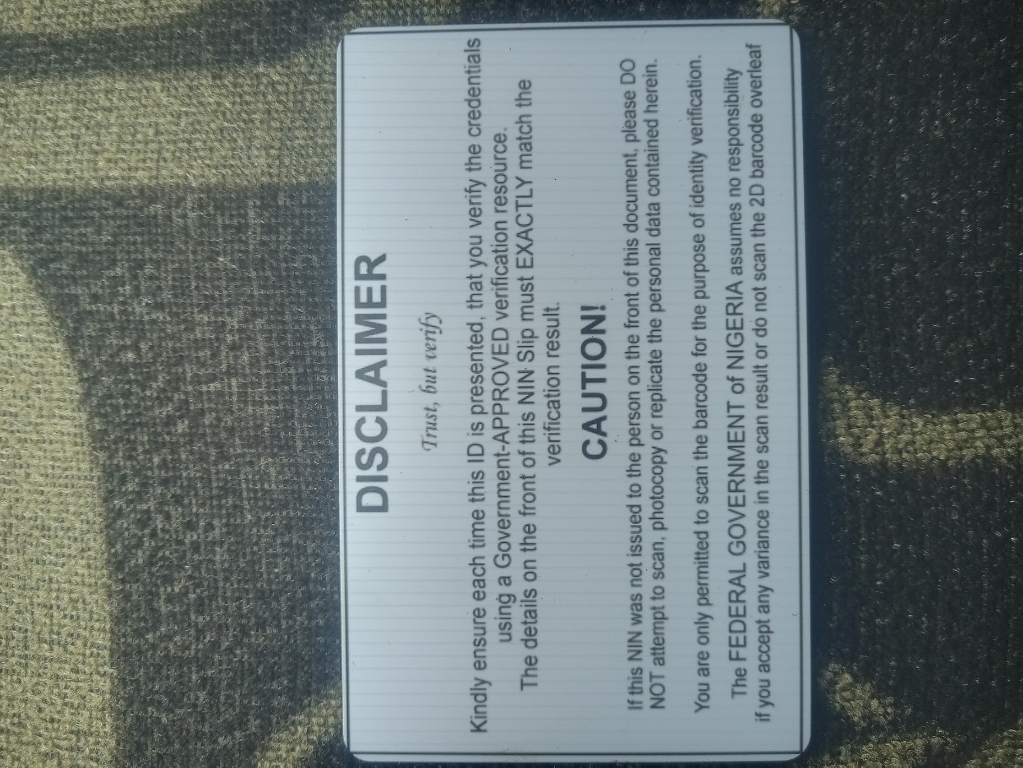 DISCLAIMER
Trust, but verify
Kindly ensure each time this ID is presented, that you verify the credentials
using a Government-APPROVED verification resource.
The details on the front of this NIN Slip must EXACTLY match the
verification result.
CAUTION!
If this NIN was not issued to the person on the front of this document, please DO
NOT attempt to scan, photocopy or replicate the personal data contained herein.
You are only permitted to scan the barcode for the purpose of identity verification.
The FEDERAL GOVERNMENT of NIGERIA assumes no responsibility
if you accept any variance in the scan result or do not scan the 2D barcode overleaf